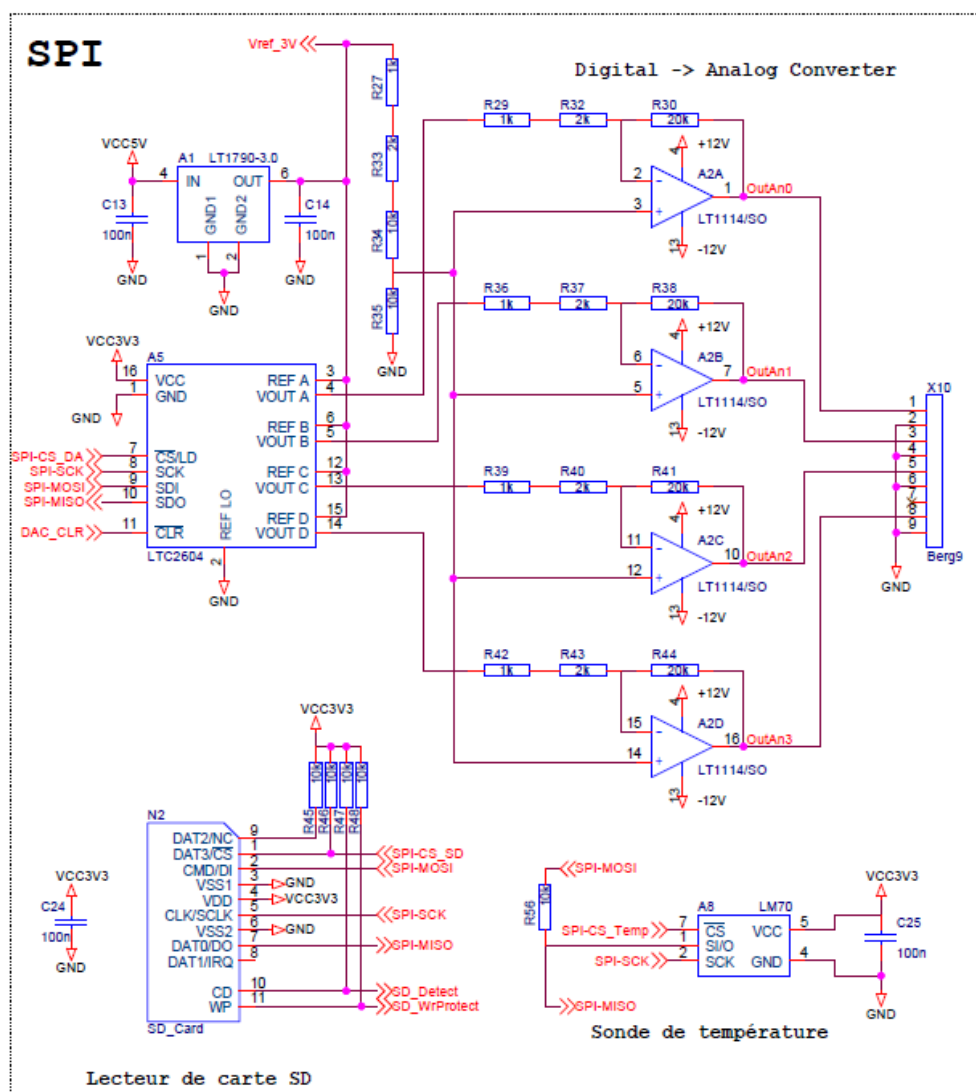 SPI
Vref_3V
Digital -> Analog Converter
R27
1k
R33
2k
R34
10k
R35
10k
GND
VCC5V
A1
LT1790-3.0
4
IN
OUT
6
GND1
GND2
1
2
C13
100n
GND
C14
100n
GND
GND
R29
1k
R32
2k
R30
20k
+12V
4
A2A
2
3
1
OutAn0
LT1114/SO
13
-12V
R36
1k
R37
2k
R38
20k
+12V
4
A2B
6
5
7
OutAn1
LT1114/SO
13
-12V
R39
1k
R40
2k
R41
20k
+12V
4
A2C
11
12
10
OutAn2
LT1114/SO
13
-12V
R42
1k
R43
2k
R44
20k
+12V
4
A2D
15
14
16
OutAn3
LT1114/SO
13
-12V
X10
1
2
3
4
5
6
7
8
9
Berg9
GND
VCC3V3
A5
16
VCC
1
GND
GND
SPI-CS_DA
7
CS/LD
SPI-SCK
8
SCK
SPI-MOSI
9
SDI
SPI-MISO
10
SDO
DAC_CLR
11
CLR
REF A
3
VOUT A
4
REF B
6
VOUT B
5
REF C
12
VOUT C
13
REF D
15
VOUT D
14
REF LO
2
LTC2604
GND
VCC3V3
10k
10k
10k
10k
R45
R46
R47
R48
N2
DAT2/NC
9
DAT3/CS
1
SPI-CS_SD
CMD/DI
2
SPI-MOSI
VSS1
3
GND
VDD
4
VCC3V3
CLK/SCLK
5
SPI-SCK
VSS2
6
GND
DAT0/DO
7
SPI-MISO
DAT1/IRQ
8
CD
10
SD_Detect
WP
11
SD_WrProtect
SD_Card
VCC3V3
C24
100n
GND
Lecteur de carte SD
SPI-MOSI
R56
10k
A8
LM70
SPI-CS_Temp
7
CS
1
SI/O
SPI-SCK
2
SCK
VCC
5
GND
4
VCC3V3
C25
100n
GND
SPI-MISO
Sonde de température